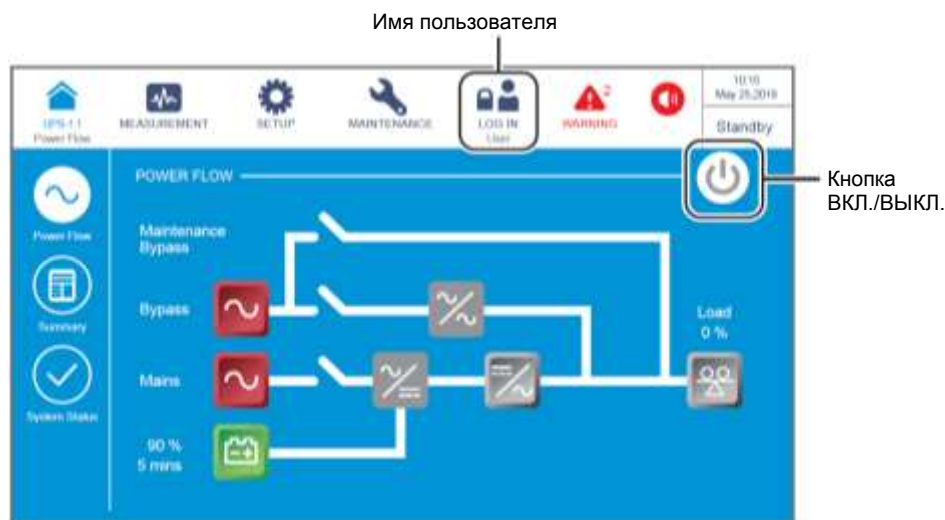 Имя пользователя
10:10
May 25,2018
UPS-1.1
MEASUREMENT
SETUP
MAINTENANCE
LOG IN
WARNING
2
Power Flow
User
Standby
POWER FLOW
Кнопка
ВКЛ./ВЫКЛ.
Power Flow
Maintenance
Bypass
Bypass
Load
0 %
Summary
Mains
System Status
90 %
5 mins